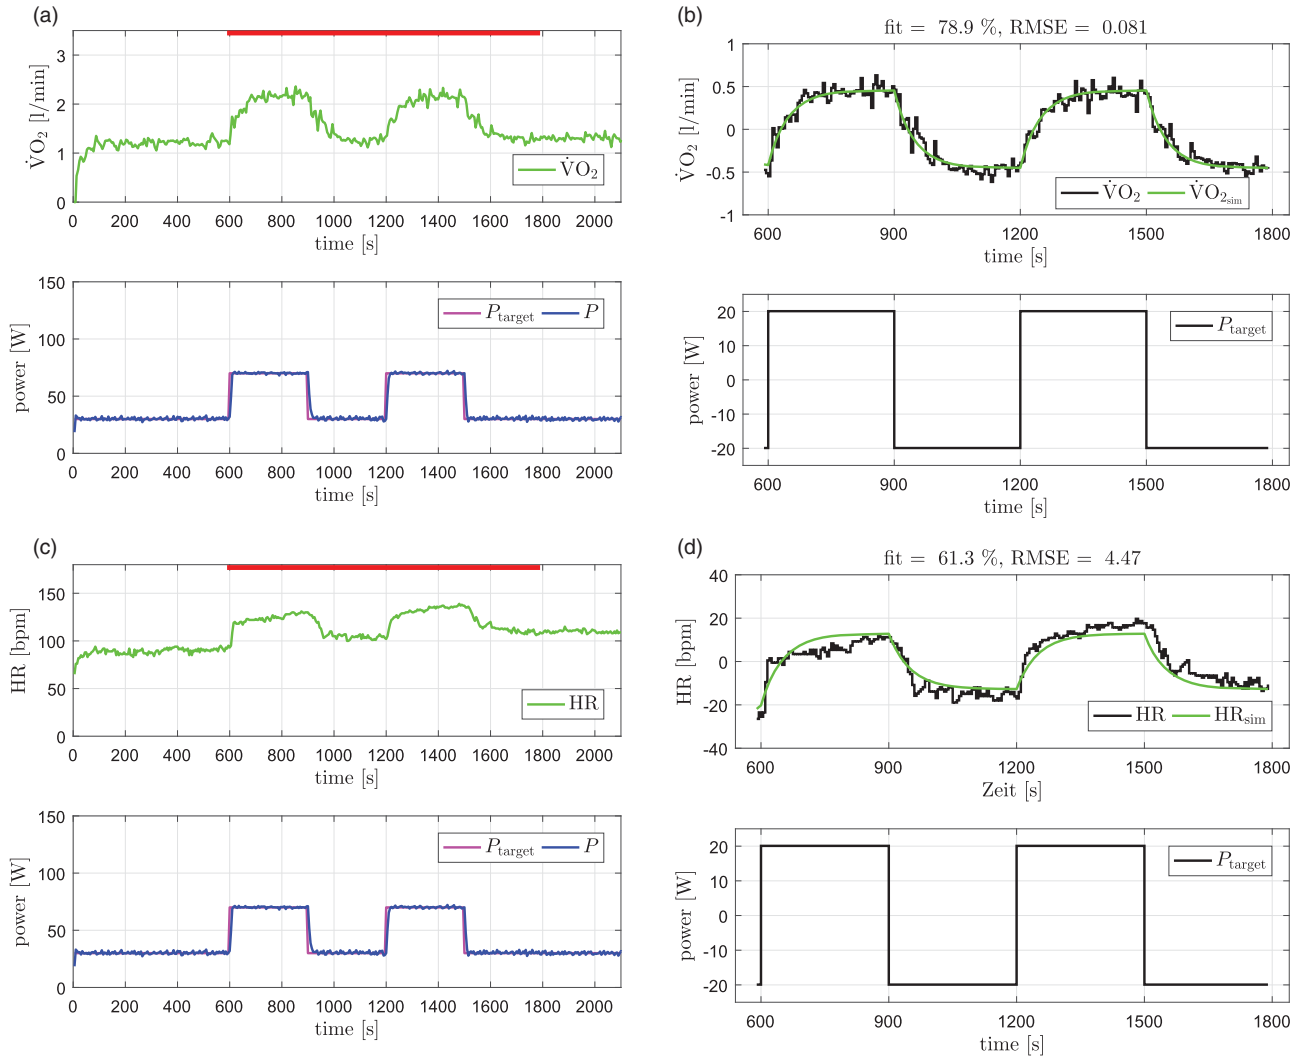 (a)
3
2
1
0
V̇O₂ [l/min]
V̇O₂
0 200 400 600 800 1000 1200 1400 1600 1800 2000
time [s]
150
100
50
0
power [W]
P_target P
0 200 400 600 800 1000 1200 1400 1600 1800 2000
time [s]
(b)
fit = 78.9 %, RMSE = 0.081
1
0.5
0
-0.5
-1
V̇O₂ [l/min]
V̇O₂ V̇O₂sim
600 900 1200 1500 1800
time [s]
20
10
0
-10
-20
power [W]
P_target
600 900 1200 1500 1800
time [s]
(c)
150
100
50
0
HR [bpm]
HR
0 200 400 600 800 1000 1200 1400 1600 1800 2000
time [s]
150
100
50
0
power [W]
P_target P
0 200 400 600 800 1000 1200 1400 1600 1800 2000
time [s]
(d)
fit = 61.3 %, RMSE = 4.47
40
20
0
-20
-40
HR [bpm]
HR HR_sim
600 900 1200 1500 1800
Zeit [s]
20
10
0
-10
-20
power [W]
P_target
600 900 1200 1500 1800
time [s]